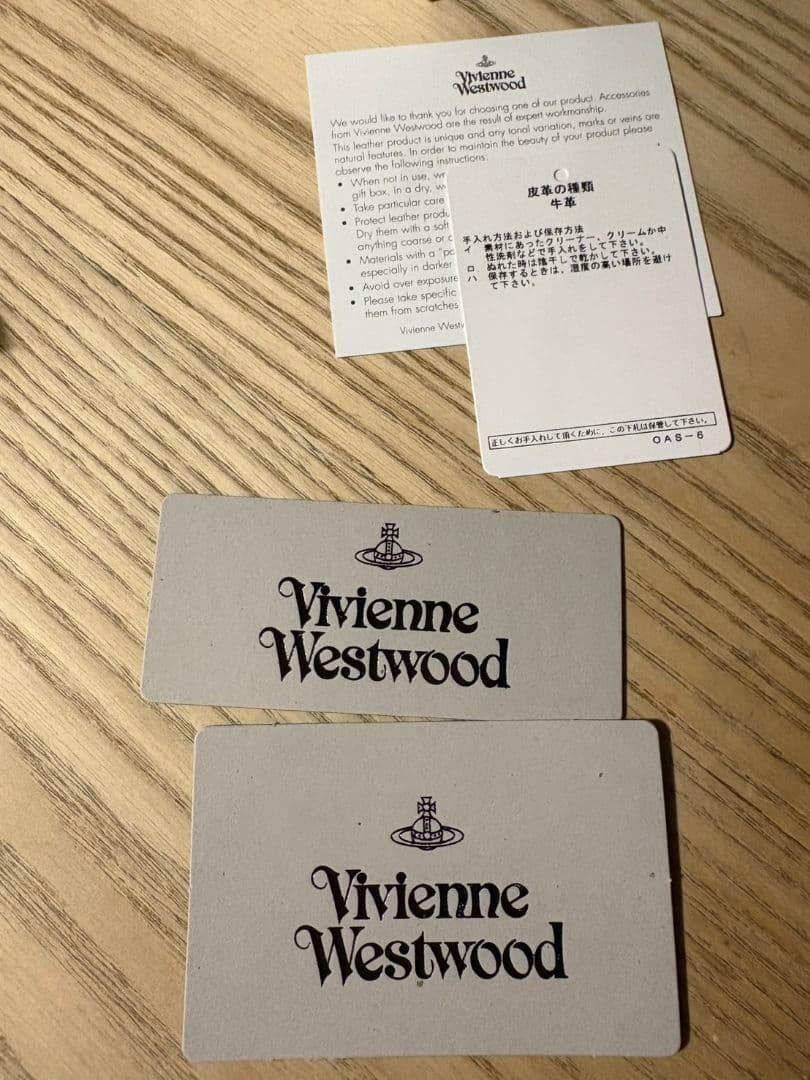 Vivienne
Westwood
We would like to thank you for choosing one of our product. Accessories
from Vivienne Westwood are the result of expert workmanship.
This leather product is unique and any tonal variation, marks or veins are
natural features. In order to maintain the beauty of your product please
observe the following instructions:
• When not in use,
gift box, in a dry,
• Take particular care
• Protect leather
Dry them with a
anything coarse or
• Materials with a
especially in darker
• Avoid over exposure
• Please take specific
them from scratches
Vivienne
皮革の種類
牛革
手入れ方法および保存方法
イ 素材にあったクリーナー、クリームか中
性洗剤などで手入れをして下さい。
ロ ぬれた時は陰干しで乾かして下さい。
ハ 保存するときは、湿度の高い場所を避け
て下さい。
正しくお手入れして頂くために、この下札は保管して下さい。
OAS-6
Vivienne
Westwood
Vivienne
Westwood